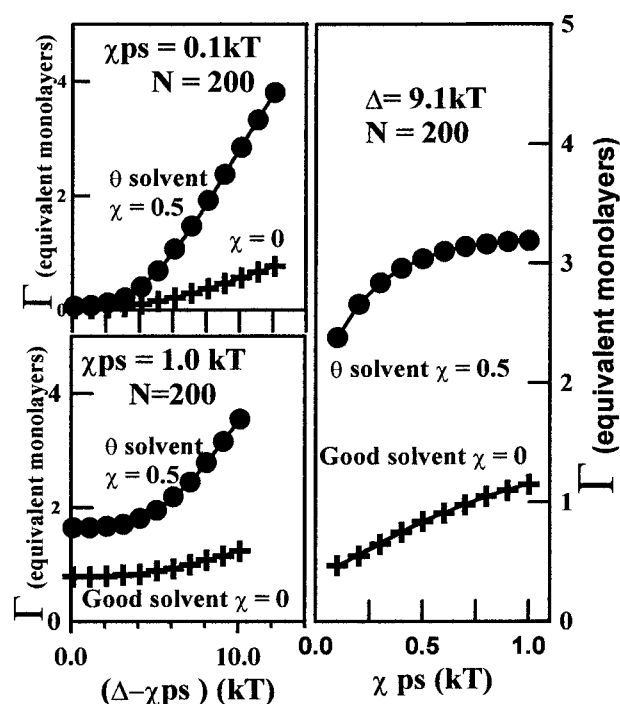 χps = 0.1kT
N = 200
4
θ solvent
χ = 0.5
2
χ = 0
0
Γ (equivalent monolayers)
χps = 1.0 kT
N=200
4
θ solvent
χ = 0.5
2
Good solvent χ = 0
0
Γ (equivalent monolayers)
0.0 10.0
(Δ−χps ) (kT)
5
Δ= 9.1kT
N = 200
4
3
θ solvent χ = 0.5
2
Good solvent χ = 0
1
0
Γ (equivalent monolayers)
0.0 0.5 1.0
χ ps (kT)